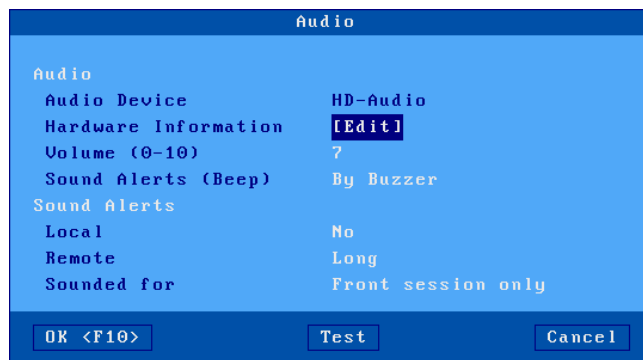 Audio
Audio
Audio Device HD-Audio
Hardware Information [Edit]
Volume (0-10) 7
Sound Alerts (Beep) By Buzzer
Sound Alerts
Local No
Remote Long
Sounded for Front session only
OK <F10> Test Cancel